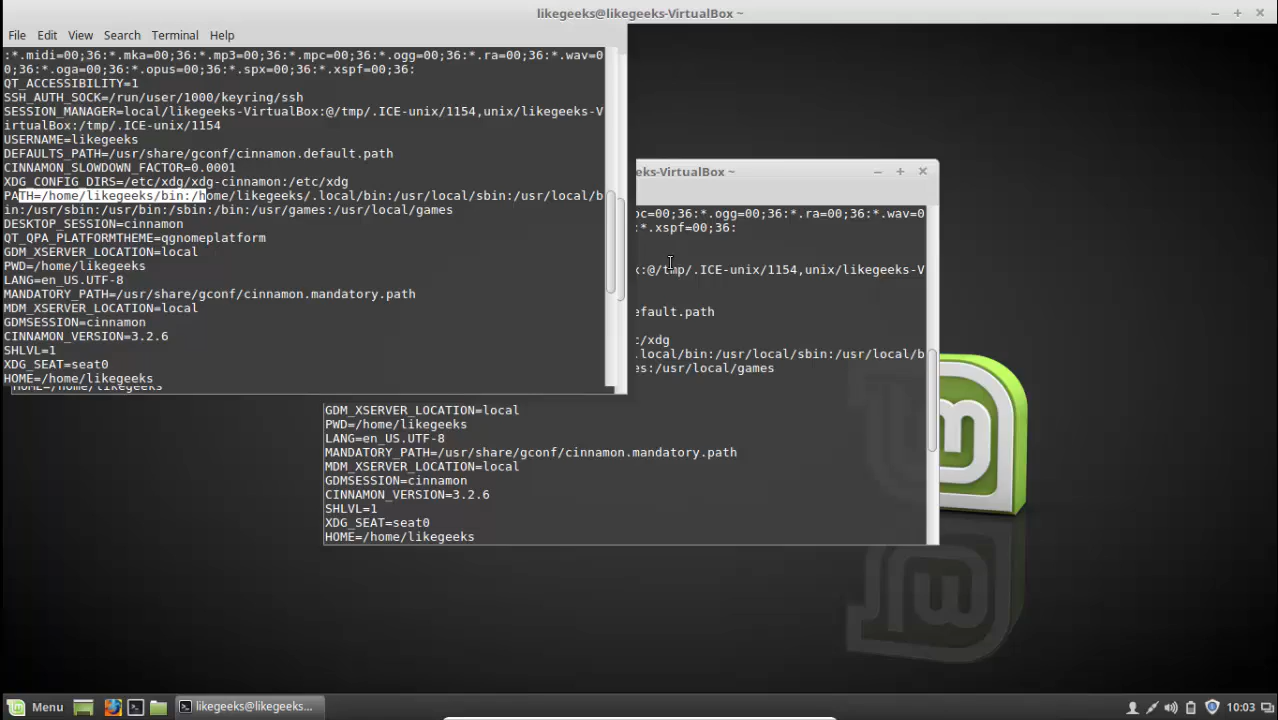 likegeeks@likegeeks-VirtualBox ~
File Edit View Search Terminal Help
:*.midi=00;36:*.mka=00;36:*.mp3=00;36:*.mpc=00;36:*.ogg=00;36:*.ra=00;36:*.wav=0
0;36:*.oga=00;36:*.opus=00;36:*.spx=00;36:*.xspf=00;36:
QT_ACCESSIBILITY=1
SSH_AUTH_SOCK=/run/user/1000/keyring/ssh
SESSION_MANAGER=local/likegeeks-VirtualBox:@/tmp/.ICE-unix/1154,unix/likegeeks-V
irtualBox:/tmp/.ICE-unix/1154
USERNAME=likegeeks
DEFAULTS_PATH=/usr/share/gconf/cinnamon.default.path
CINNAMON_SLOWDOWN_FACTOR=0.0001
XDG_CONFIG_DIRS=/etc/xdg/xdg-cinnamon:/etc/xdg
PATH=/home/likegeeks/bin:/home/likegeeks/.local/bin:/usr/local/sbin:/usr/local/b
in:/usr/sbin:/usr/bin:/sbin:/bin:/usr/games:/usr/local/games
DESKTOP_SESSION=cinnamon
QT_QPA_PLATFORMTHEME=qgnomeplatform
GDM_XSERVER_LOCATION=local
PWD=/home/likegeeks
LANG=en_US.UTF-8
MANDATORY_PATH=/usr/share/gconf/cinnamon.mandatory.path
MDM_XSERVER_LOCATION=local
GDMSESSION=cinnamon
CINNAMON_VERSION=3.2.6
SHLVL=1
XDG_SEAT=seat0
HOME=/home/likegeeks
HOME=/home/likegeeks
eks-VirtualBox ~
pc=00;36:*.ogg=00;36:*.ra=00;36:*.wav=0
:*.xspf=00;36:
x:@/tmp/.ICE-unix/1154,unix/likegeeks-V
efault.path
c/xdg
.local/bin:/usr/local/sbin:/usr/local/b
es:/usr/local/games
GDM_XSERVER_LOCATION=local
PWD=/home/likegeeks
LANG=en_US.UTF-8
MANDATORY_PATH=/usr/share/gconf/cinnamon.mandatory.path
MDM_XSERVER_LOCATION=local
GDMSESSION=cinnamon
CINNAMON_VERSION=3.2.6
SHLVL=1
XDG_SEAT=seat0
HOME=/home/likegeeks
Menu
likegeeks@likegeeks...
10:03